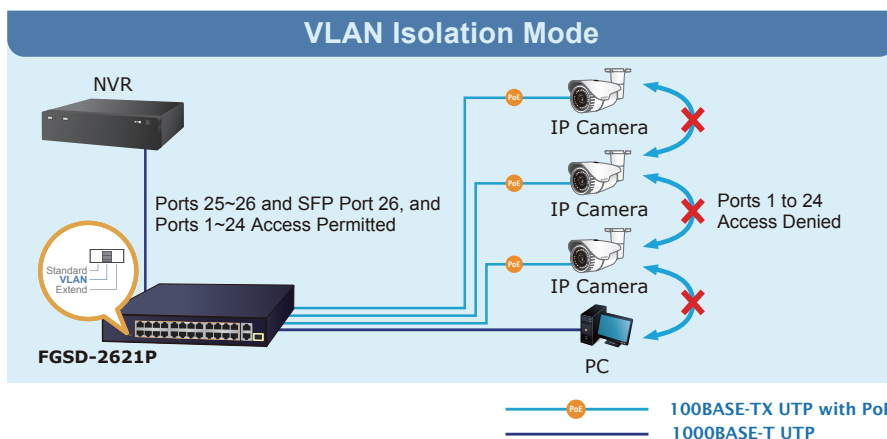 VLAN Isolation Mode
NVR
PoE
IP Camera
PoE
IP Camera
Ports 25~26 and SFP Port 26, and
Ports 1~24 Access Permitted
Ports 1 to 24
Access Denied
Standard
VLAN
Extend
PoE
IP Camera
FGSD-2621P
PC
PoE
100BASE-TX UTP with PoE
1000BASE-T UTP